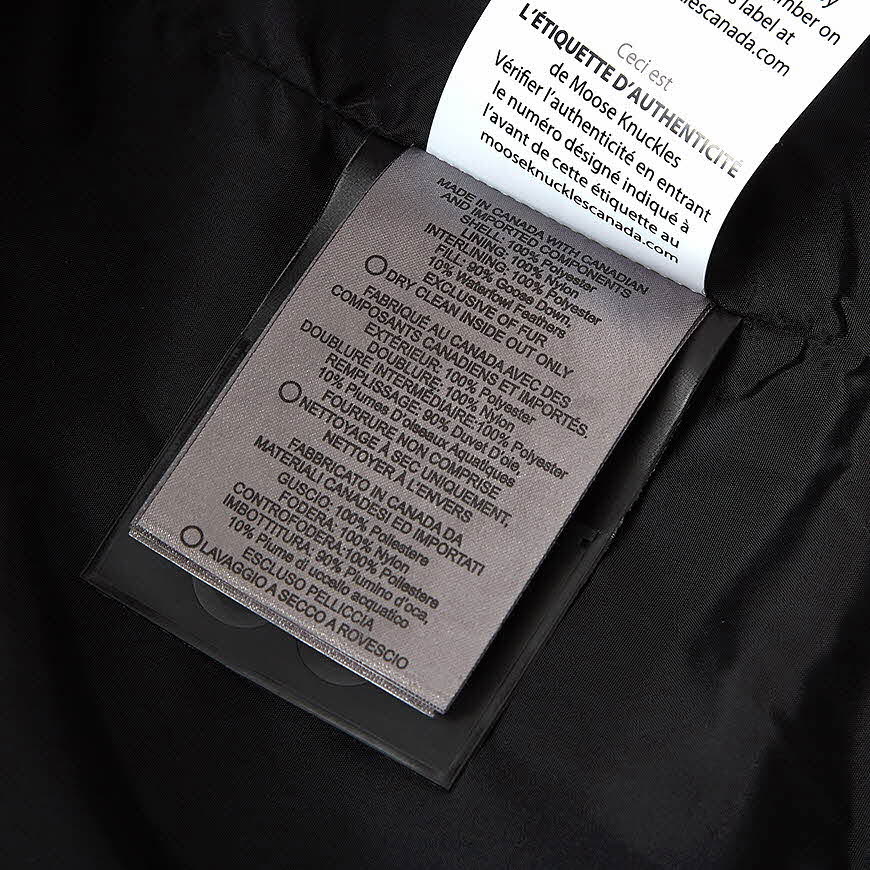 by
number on
s label at
lescanada.com
Ceci est
L'ÉTIQUETTE D'AUTHENTICITÉ
de Moose Knuckles
Vérifier l'authenticité en entrant
le numéro désigné indiqué à
l'avant de cette étiquette au
mooseknucklescanada.com
MADE IN CANADA WITH CANADIAN
AND IMPORTED COMPONENTS
SHELL: 100% Polyester
LINING: 100% Nylon
INTERLINING: 100% Polyester
FILL: 90% Goose Down,
10% Waterfowl Feathers
EXCLUSIVE OF FUR
DRY CLEAN INSIDE OUT ONLY
FABRIQUÉ AU CANADA AVEC DES
COMPOSANTS CANADIENS ET IMPORTÉS.
EXTÉRIEUR: 100% Polyester
DOUBLURE: 100% Nylon
DOUBLURE INTERMÉDIAIRE:100% Polyester
REMPLISSAGE: 90% Duvet D'oie,
10% Plumes D'oiseaux Aquatiques
FOURRURE NON COMPRISE
NETTOYAGE À SEC UNIQUEMENT,
NETTOYER À L'ENVERS
FABBRICATO IN CANADA DA
MATERIALI CANADESI ED IMPORTATI
GUSCIO: 100% Poliestere
FODERA: 100% Nylon
CONTROFODERA:100% Poliestere
IMBOTTITURA: 90% Plumino d'oca,
10% Piume di uccello acquatico
ESCLUSO PELLICCIA
LAVAGGIO A SECCO A ROVESCIO